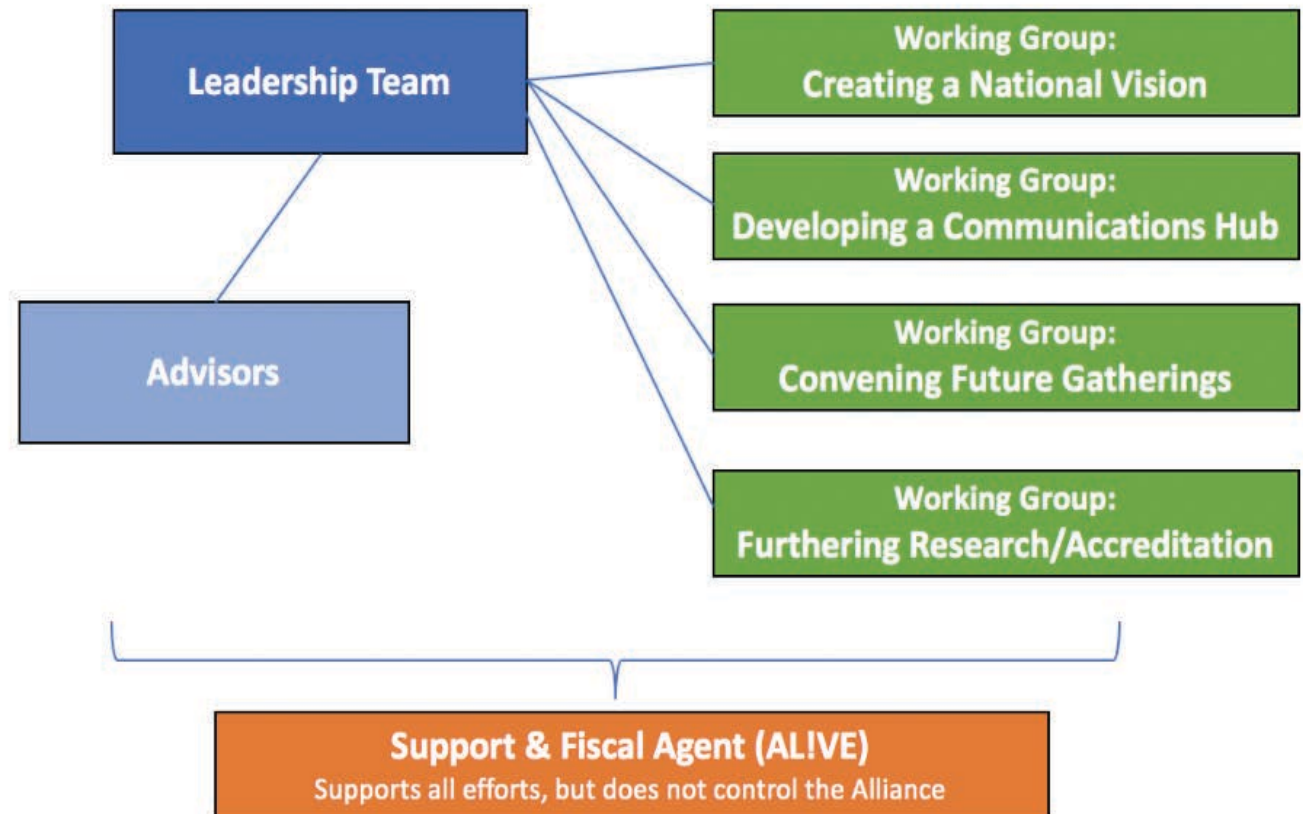 Leadership Team
Advisors
Working Group:
Creating a National Vision
Working Group:
Developing a Communications Hub
Working Group:
Convening Future Gatherings
Working Group:
Furthering Research/Accreditation
Support & Fiscal Agent (AL!VE)
Supports all efforts, but does not control the Alliance